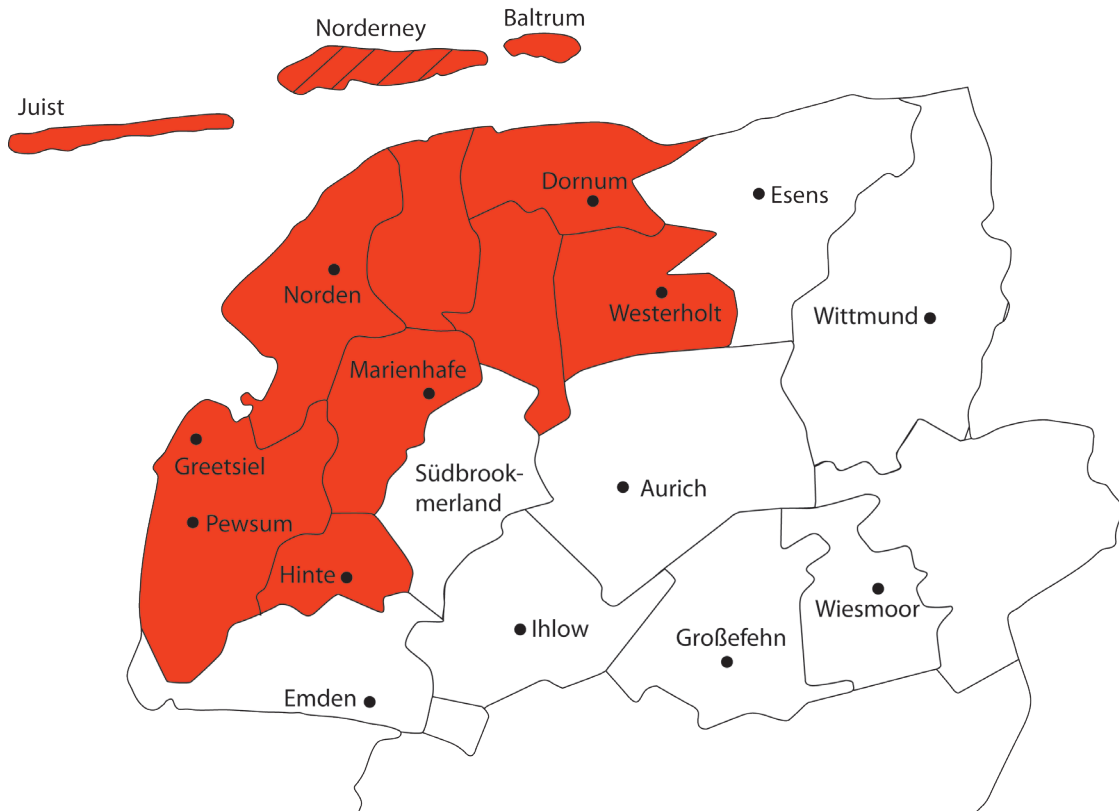 Baltrum
Norderney
Juist
Dornum
Esens
Norden
Westerholt
Wittmund
Marienhafe
Greetsiel
Südbrook-
merland
Aurich
Pewsum
Hinte
Wiesmoor
Ihlow
Großefehn
Emden